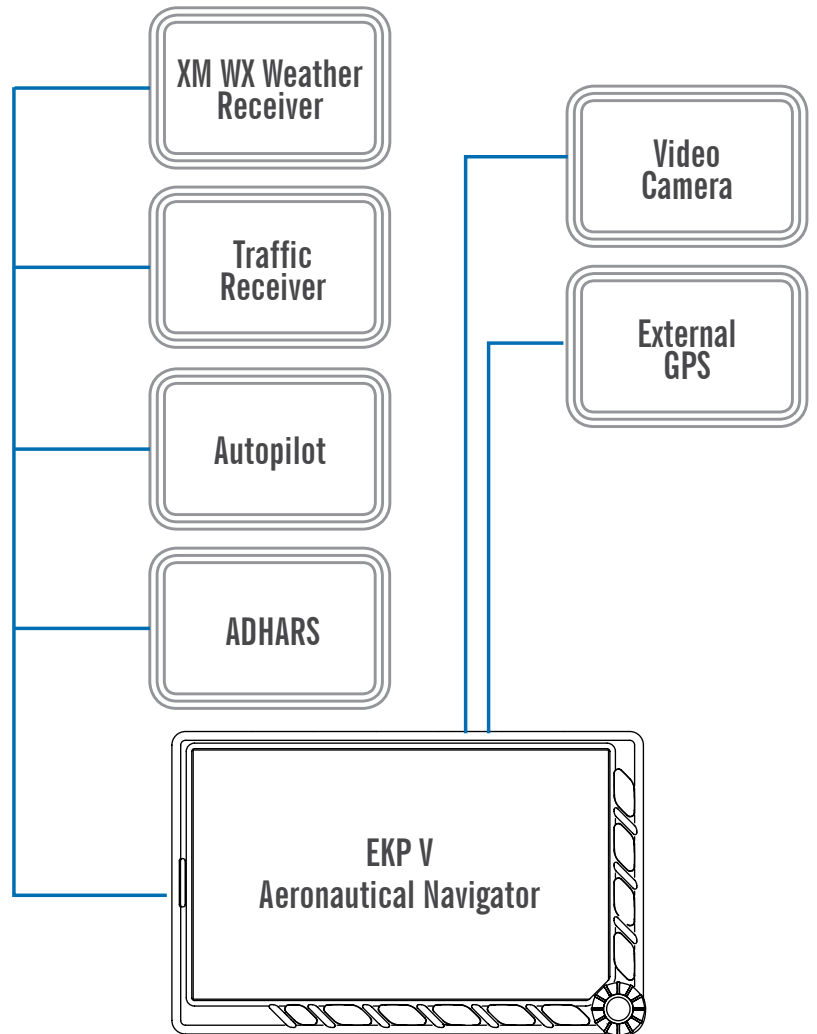 XM WX Weather
Receiver
Traffic
Receiver
Autopilot
ADHARS
Video
Camera
External
GPS
EKP V
Aeronautical Navigator